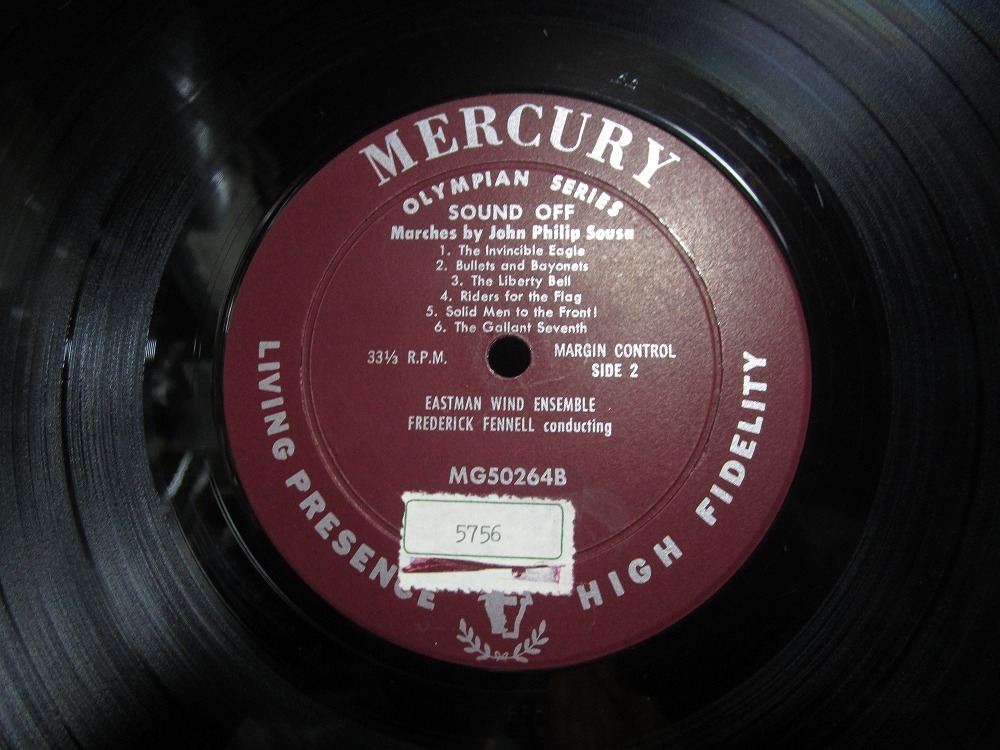 MERCURY
OLYMPIAN SERIES
SOUND OFF
Marches by John Philip Sousa
1. The Invincible Eagle
2. Bullets and Bayonets
3. The Liberty Bell
4. Riders for the Flag
5. Solid Men to the Front!
6. The Gallant Seventh
33⅓ R.P.M.
MARGIN CONTROL
SIDE 2
EASTMAN WIND ENSEMBLE
FREDERICK FENNELL conducting
MG50264B
5756
LIVING PRESENCE
HIGH FIDELITY